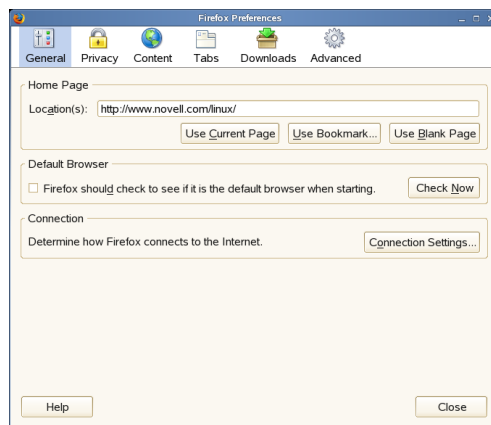 Firefox Preferences
General Privacy Content Tabs Downloads Advanced
Home Page
Location(s): http://www.novell.com/linux/
Use Current Page Use Bookmark... Use Blank Page
Default Browser
Firefox should check to see if it is the default browser when starting. Check Now
Connection
Determine how Firefox connects to the Internet. Connection Settings...
Help Close